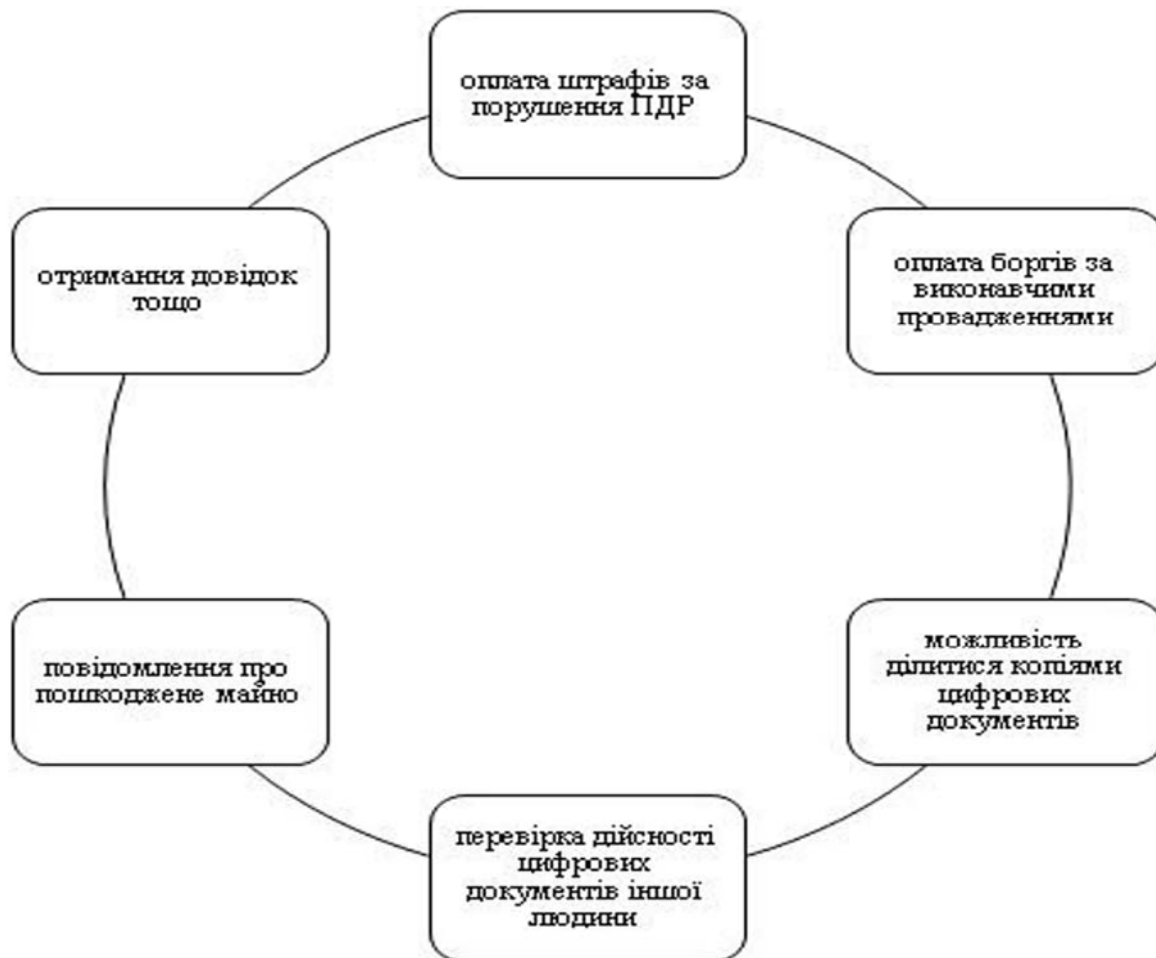 оплата штрафів за
порушення ПДР
оплата боргів за
виконавчими
провадженнями
можливість
ділитися копіями
цифрових
документів
перевірка дійсності
цифрових
документів іншої
людини
повідомлення про
пошкоджене майно
отримання довідок
тощо